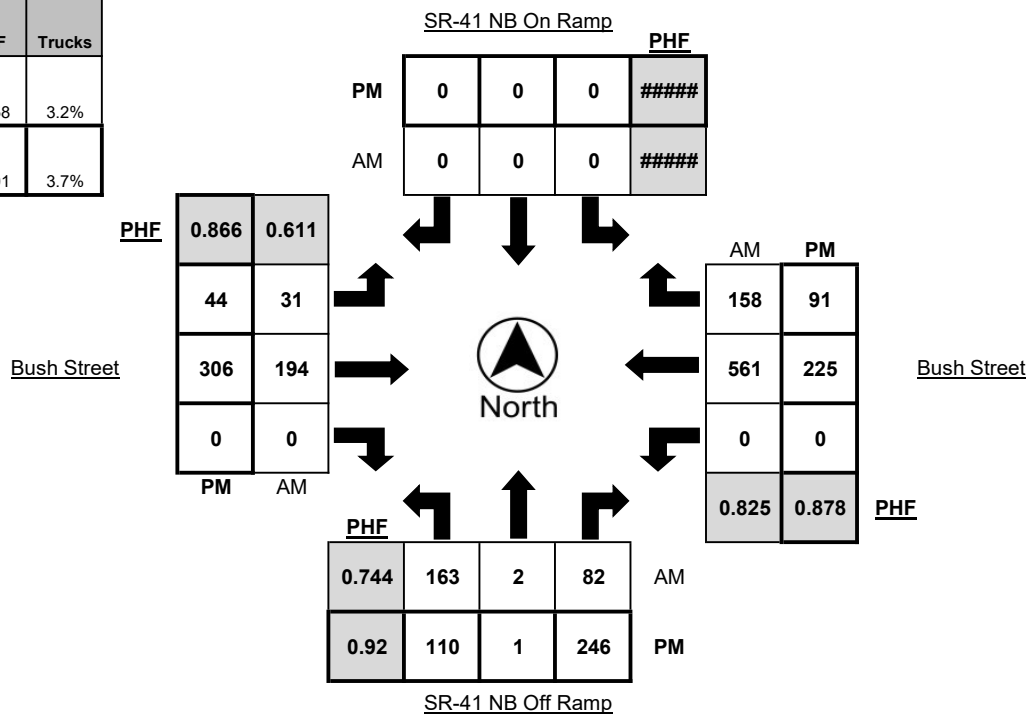 SR-41 NB On Ramp
PHF
Trucks
PM 0 0 0 #####
3.2%
AM 0 0 0 #####
3.7%
PHF 0.866 0.611
AM PM
44 31
158 91
Bush Street 306 194
561 225 Bush Street
North
0 0
0 0
PM AM
0.825 0.878 PHF
PHF
0.744 163 2 82 AM
0.92 110 1 246 PM
SR-41 NB Off Ramp